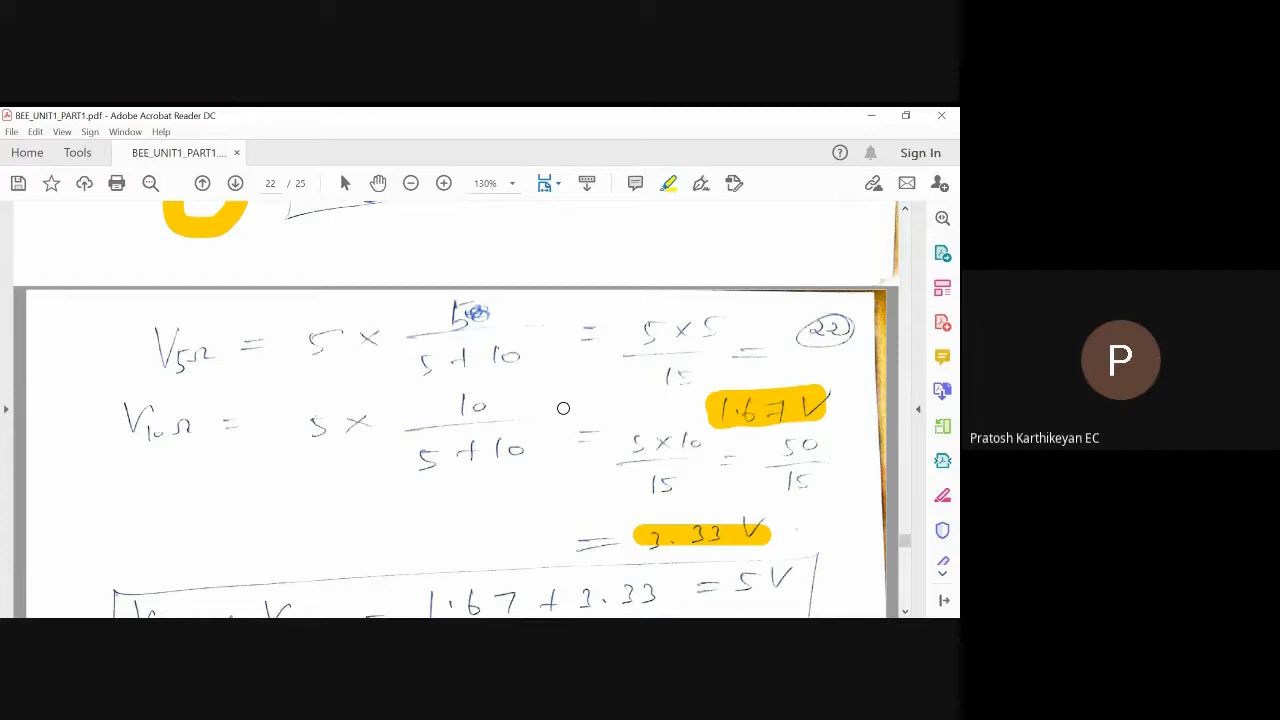 BEE_UNIT1_PART1.pdf - Adobe Acrobat Reader DC
File Edit View Sign Window Help
Home Tools BEE_UNIT1_PART1.... × Sign In
22 / 25 130%
V5Ω = 5 × 5/(5+10) = (5×5)/15 = 22
1.67 V
V10Ω = 5 × 10/(5+10) = (5×10)/15 = 50/15
= 3.33 V
1.67 + 3.33 = 5V
P
Pratosh Karthikeyan EC